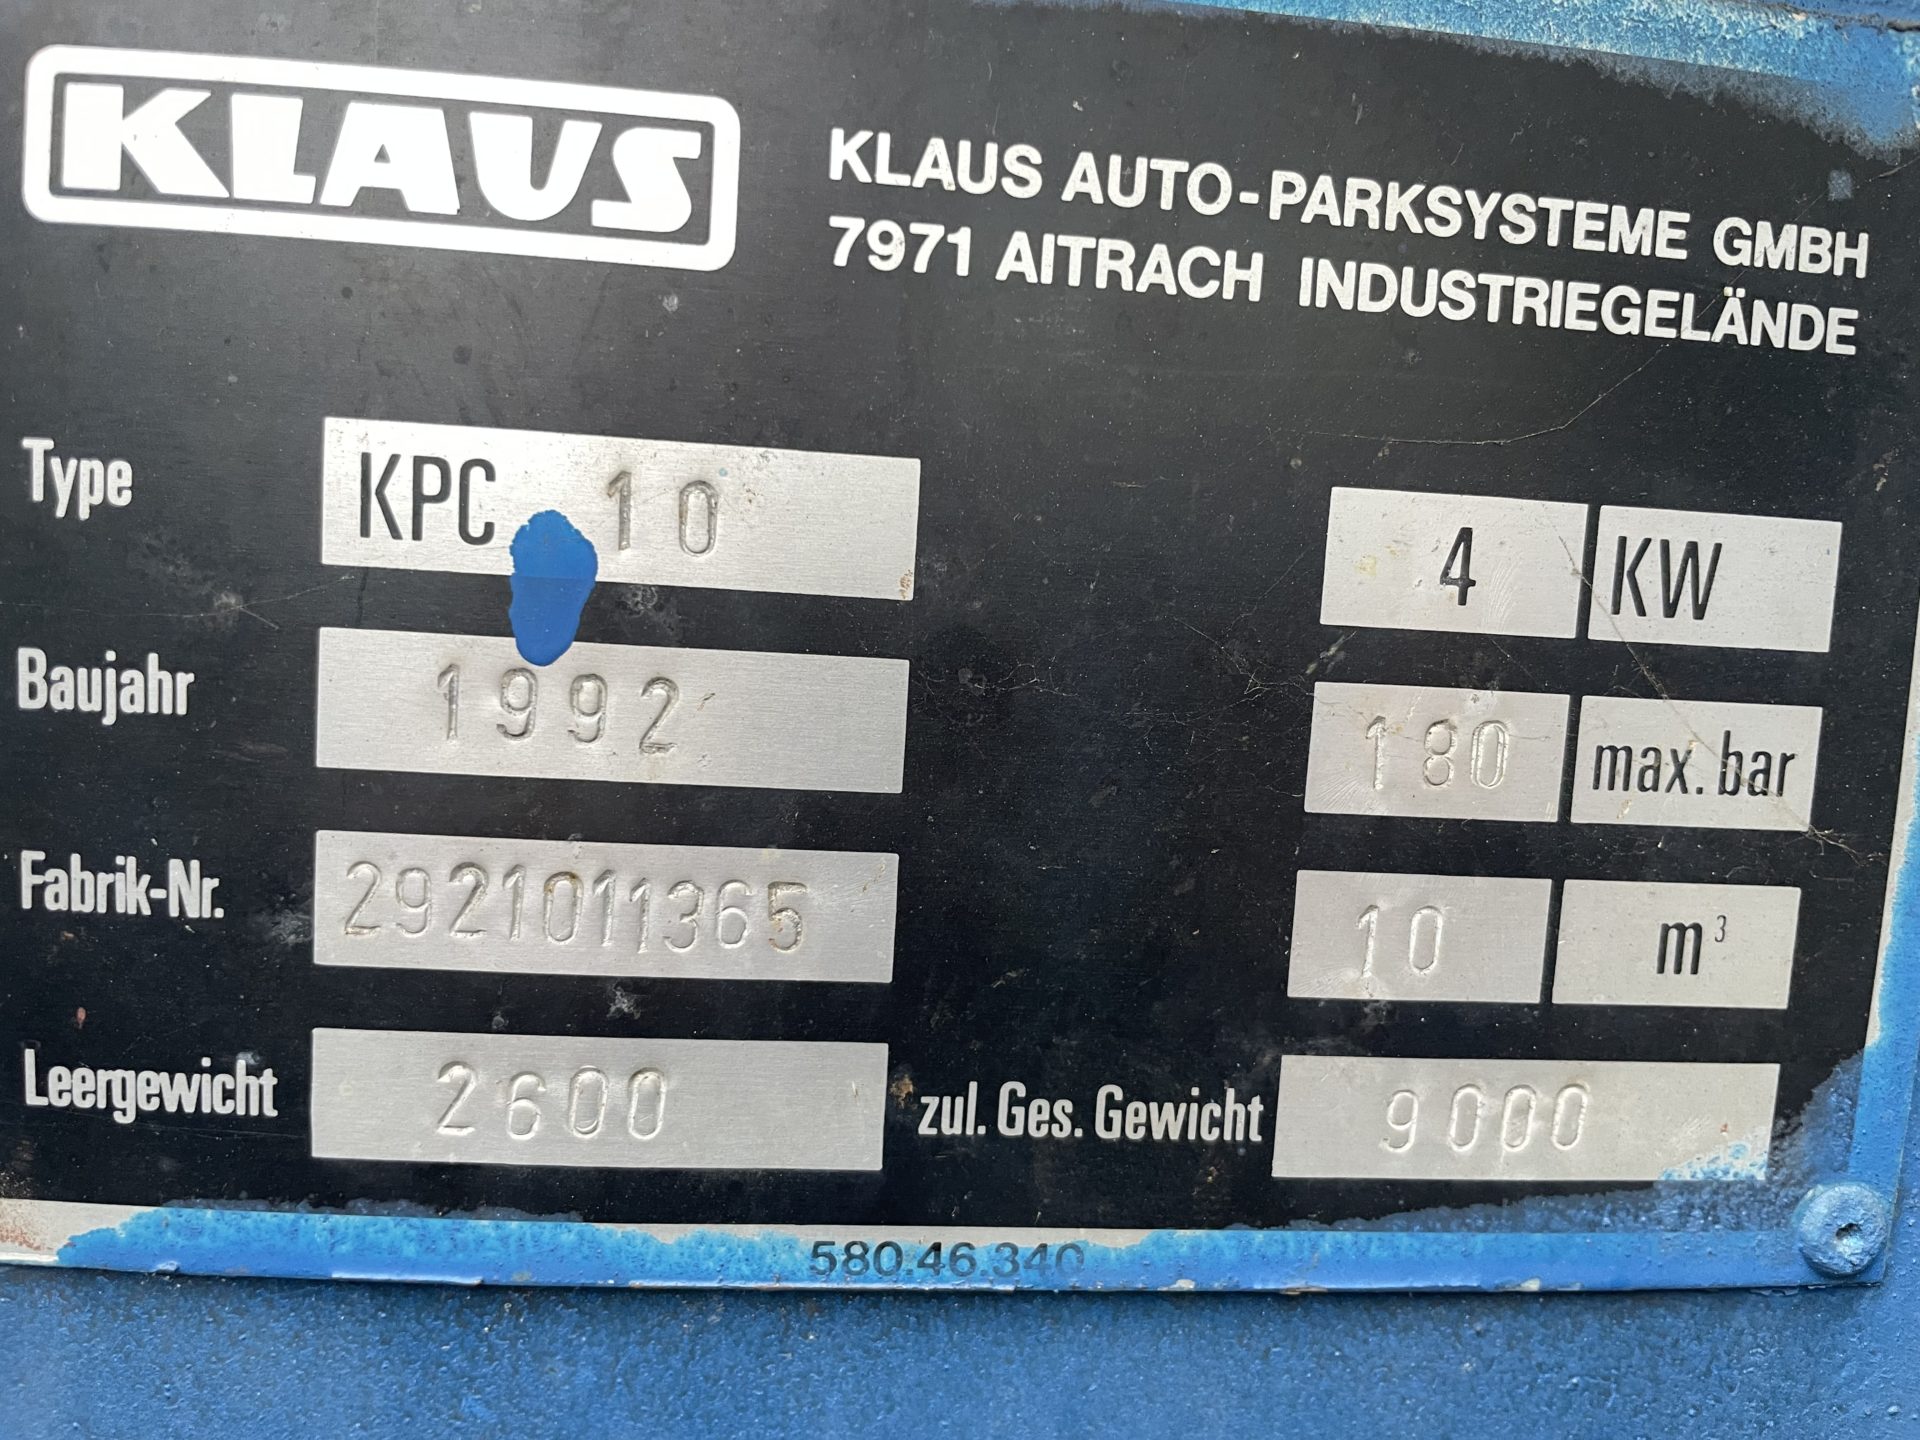 KLAUS
KLAUS AUTO-PARKSYSTEME GMBH
7971 AITRACH INDUSTRIEGELÄNDE
Type KPC 10 4 KW
Baujahr 1992 180 max. bar
Fabrik-Nr. 2921011365 10 m³
Leergewicht 2600 zul. Ges. Gewicht 9000
580.46.340